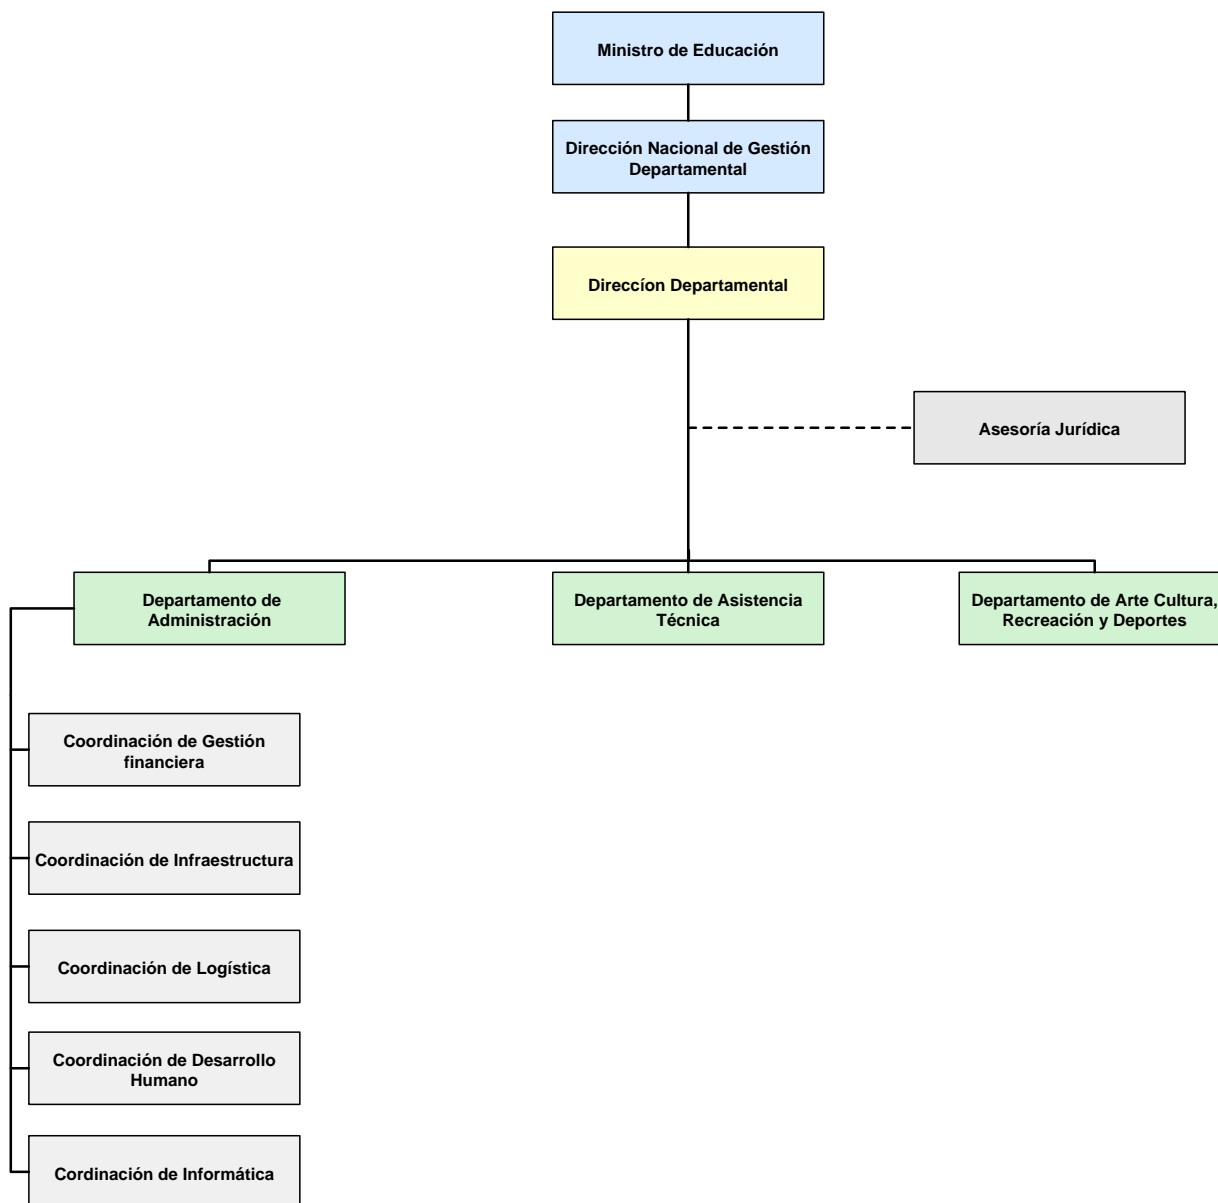 Ministro de Educación
Dirección Nacional de Gestión
Departamental
Direccíon Departamental
Asesoría Jurídica
Departamento de
Administración
Departamento de Asistencia
Técnica
Departamento de Arte Cultura,
Recreación y Deportes
Coordinación de Gestión
financiera
Coordinación de Infraestructura
Coordinación de Logística
Coordinación de Desarrollo
Humano
Cordinación de Informática